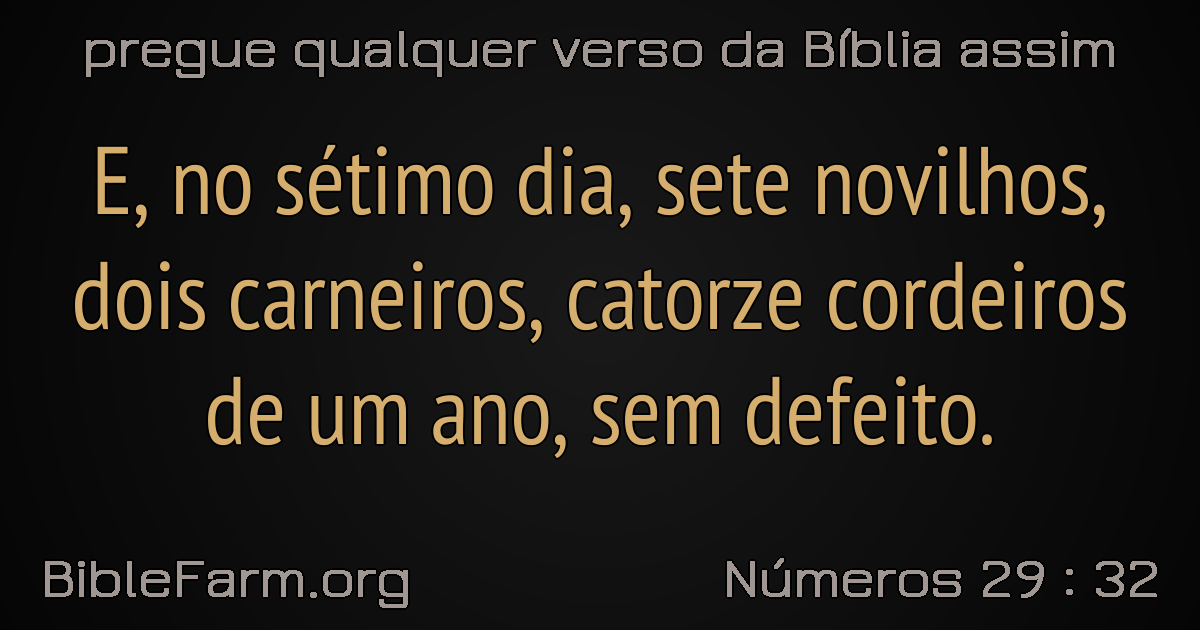 pregue qualquer verso da Bíblia assim
E, no sétimo dia, sete novilhos,
dois carneiros, catorze cordeiros
de um ano, sem defeito.
BibleFarm.org
Números 29 : 32